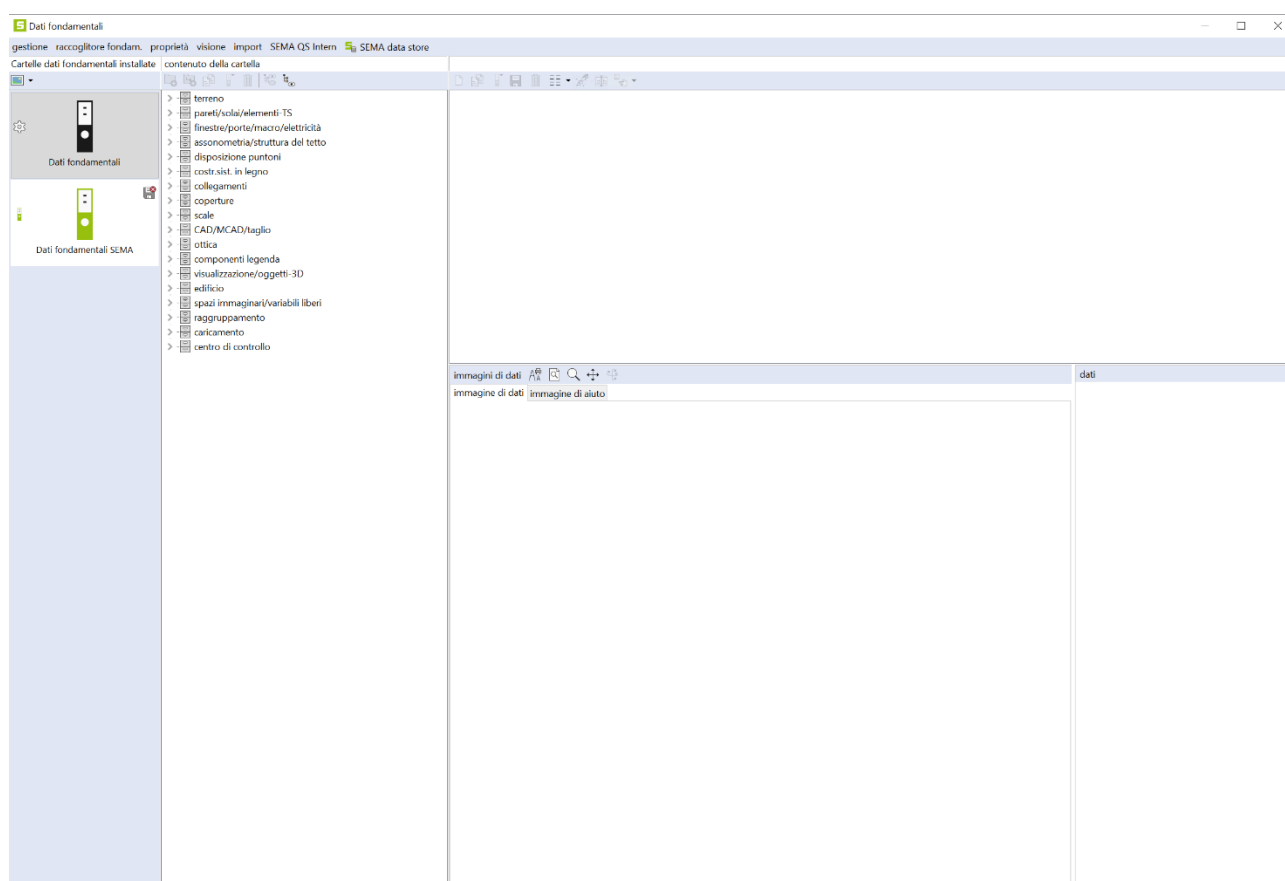 Dati fondamentali
gestione raccoglitore fondam. proprietà visione import SEMA QS Intern SEMA data store
Cartelle dati fondamentali installate contenuto della cartella
Dati fondamentali
Dati fondamentali SEMA
terreno
pareti/solai/elementi-TS
finestre/porte/macro/elettricità
assonometria/struttura del tetto
disposizione puntoni
costr.sist. in legno
collegamenti
coperture
scale
CAD/MCAD/taglio
ottica
componenti legenda
visualizzazione/oggetti-3D
edificio
spazi immaginari/variabili liberi
raggruppamento
caricamento
centro di controllo
immagini di dati
dati
immagine di dati immagine di aiuto